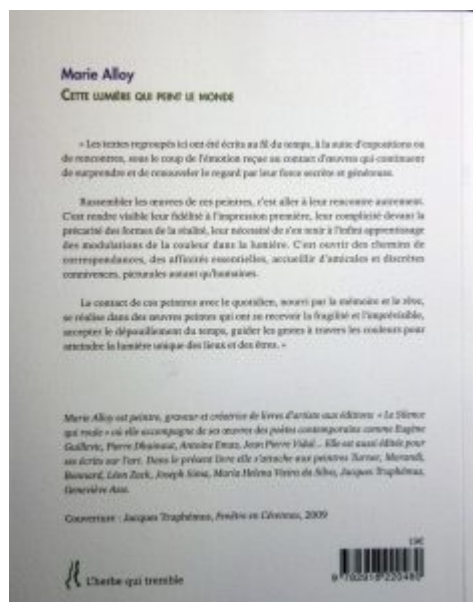 Marie Alloy
CETTE LUMIÈRE QUI PEINT LE MONDE
« Les textes regroupés ici ont été écrits au fil du temps, à la suite d'expositions ou
de rencontres, sous le coup de l'émotion reçue au contact d'œuvres qui continuent
de surprendre et de renouveler le regard par leur force secrète et généreuse.
Rassembler les œuvres de ces peintres, c'est aller à leur rencontre autrement.
C'est rendre visible leur fidélité à l'impression première, leur complicité devant la
précarité des formes de la réalité, leur nécessité de s'en tenir à l'infini apprentissage
des modulations de la couleur dans la lumière. C'est ouvrir des chemins de
correspondances, des affinités essentielles, accueillir d'amicales et discrètes
connivences, picturales autant qu'humaines.
Le contact de ces peintres avec le quotidien, nourri par la mémoire et le rêve,
se réalise dans des œuvres peintes qui ont su recevoir la fragilité et l'imprévisible,
accepter le dépouillement du temps, guider les gestes à travers les couleurs pour
atteindre la lumière unique des lieux et des êtres. »
Marie Alloy est peintre, graveur et créatrice de livres d'artiste aux éditions « Le Silence
qui roule » où elle accompagne de ses œuvres des poètes contemporains comme Eugène
Guillevic, Pierre Dhainaut, Antoine Emaz, Jean Pierre Vidal... Elle est aussi éditée pour
ses écrits sur l'art. Dans le présent livre elle s'attache aux peintres Turner, Morandi,
Bonnard, Léon Zack, Joseph Sima, Maria Helena Vieira da Silva, Jacques Truphémus,
Geneviève Asse.
Couverture : Jacques Truphémus, Fenêtre en Cévennes, 2009
L'herbe qui tremble
9 782918 220480